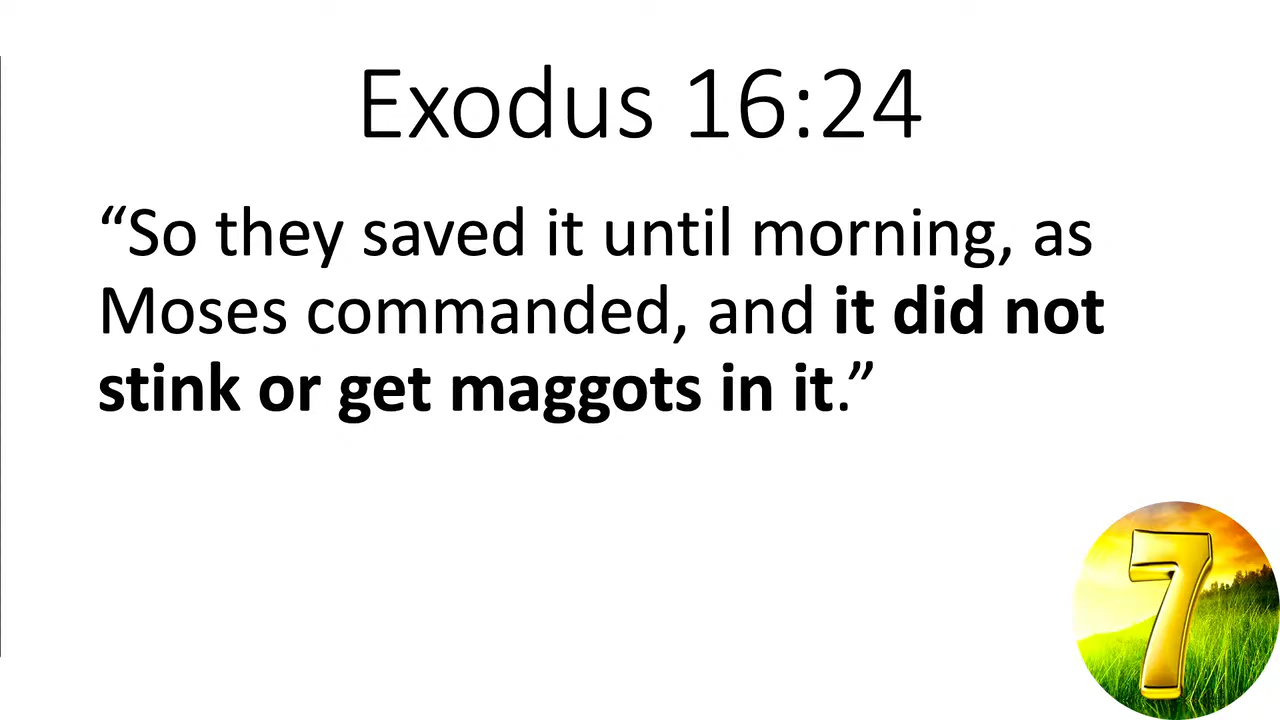 Exodus 16:24
“So they saved it until morning, as
Moses commanded, and it did not
stink or get maggots in it.”
7